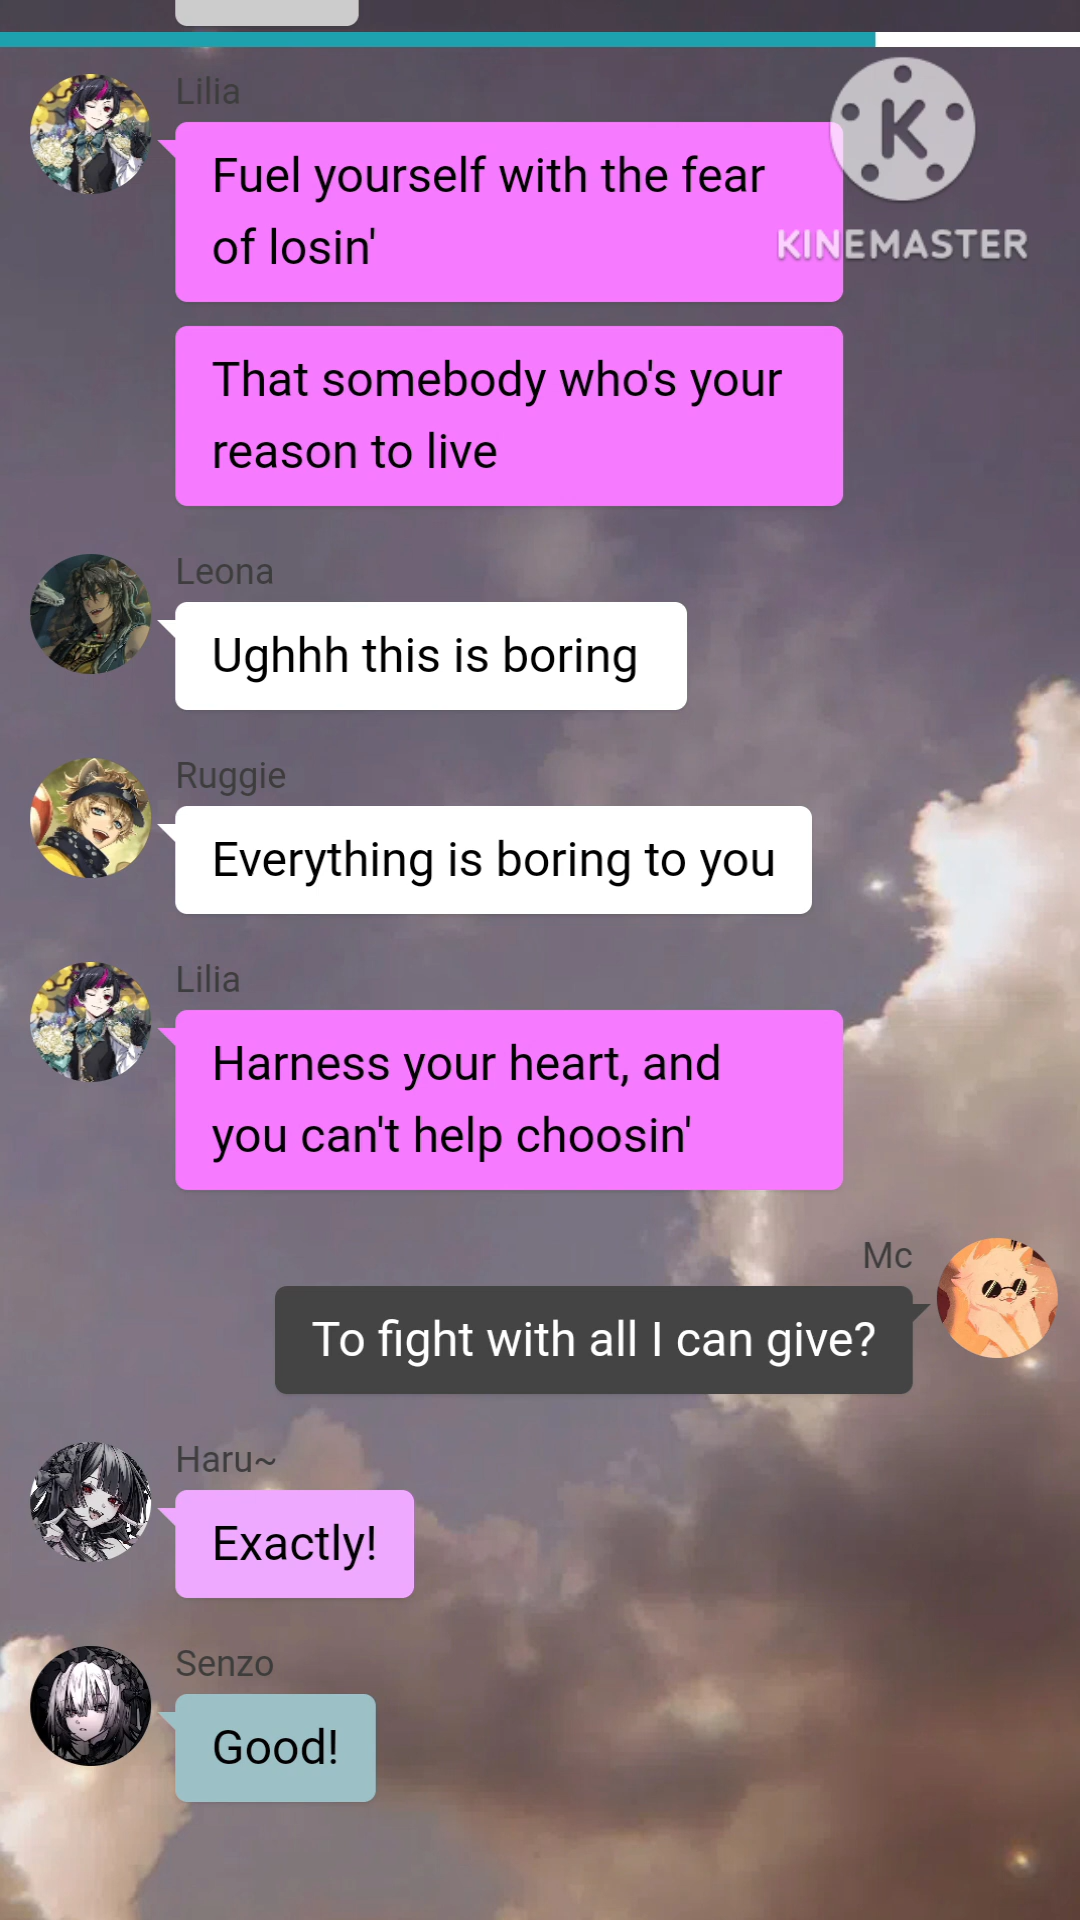 Lilia
K
KINEMASTER
Fuel yourself with the fear
of losin'
That somebody who's your
reason to live
Leona
Ughhh this is boring
Ruggie
Everything is boring to you
Lilia
Harness your heart, and
you can't help choosin'
Mc
To fight with all I can give?
Haru~
Exactly!
Senzo
Good!